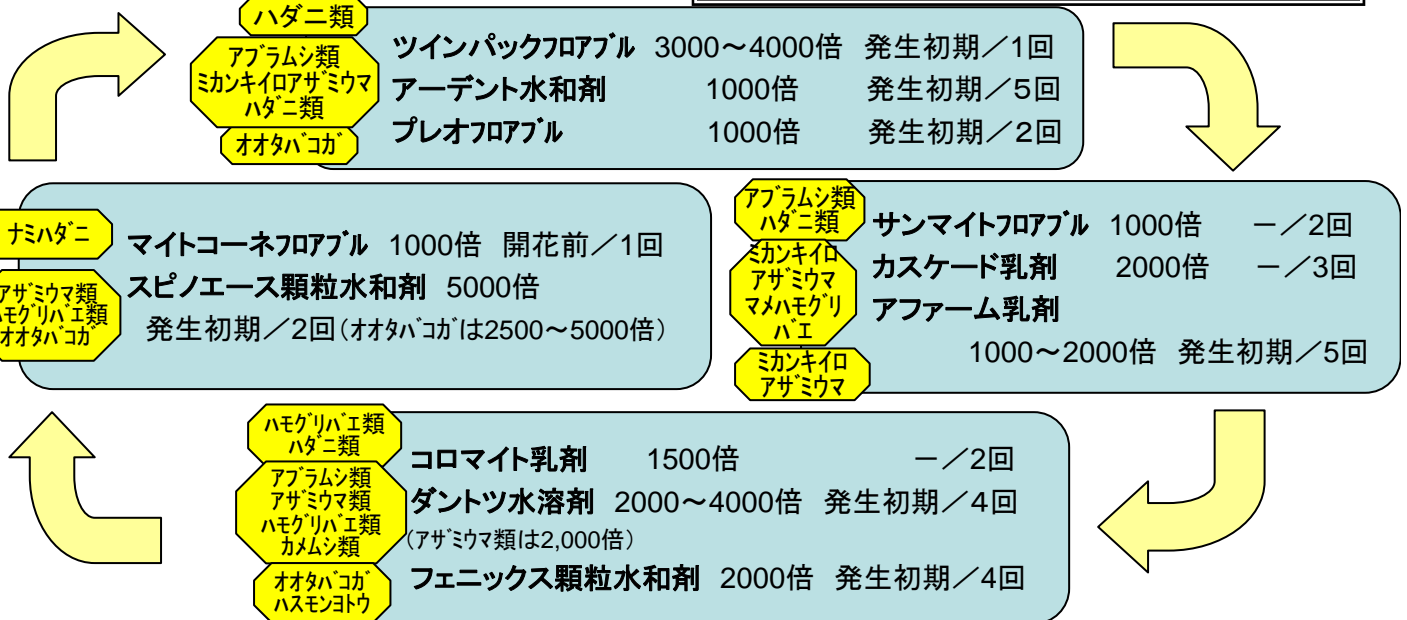 ハダニ類
アブラムシ類
ミカンキイロアザミウマ
ハダニ類
オオタバコガ
ツインパックフロアブル 3000～4000倍 発生初期／1回
アーデント水和剤 1000倍 発生初期／5回
プレオフロアブル 1000倍 発生初期／2回
アブラムシ類
ハダニ類
ミカンキイロ
アザミウマ
マメハモグリ
バエ
ミカンキイロ
アザミウマ
サンマイトフロアブル 1000倍 －／2回
カスケード乳剤 2000倍 －／3回
アファーム乳剤
1000～2000倍 発生初期／5回
ハモグリバエ類
ハダニ類
アブラムシ類
アザミウマ類
ハモグリバエ類
カメムシ類
オオタバコガ
ハスモンヨトウ
コロマイト乳剤 1500倍 －／2回
ダントツ水溶剤 2000～4000倍 発生初期／4回
（アザミウマ類は2,000倍）
フェニックス顆粒水和剤 2000倍 発生初期／4回
ナミハダニ
アザミウマ類
ハモグリバエ類
オオタバコガ
マイトコーネフロアブル 1000倍 開花前／1回
スピノエース顆粒水和剤 5000倍
発生初期／2回（オオタバコガは2500～5000倍）